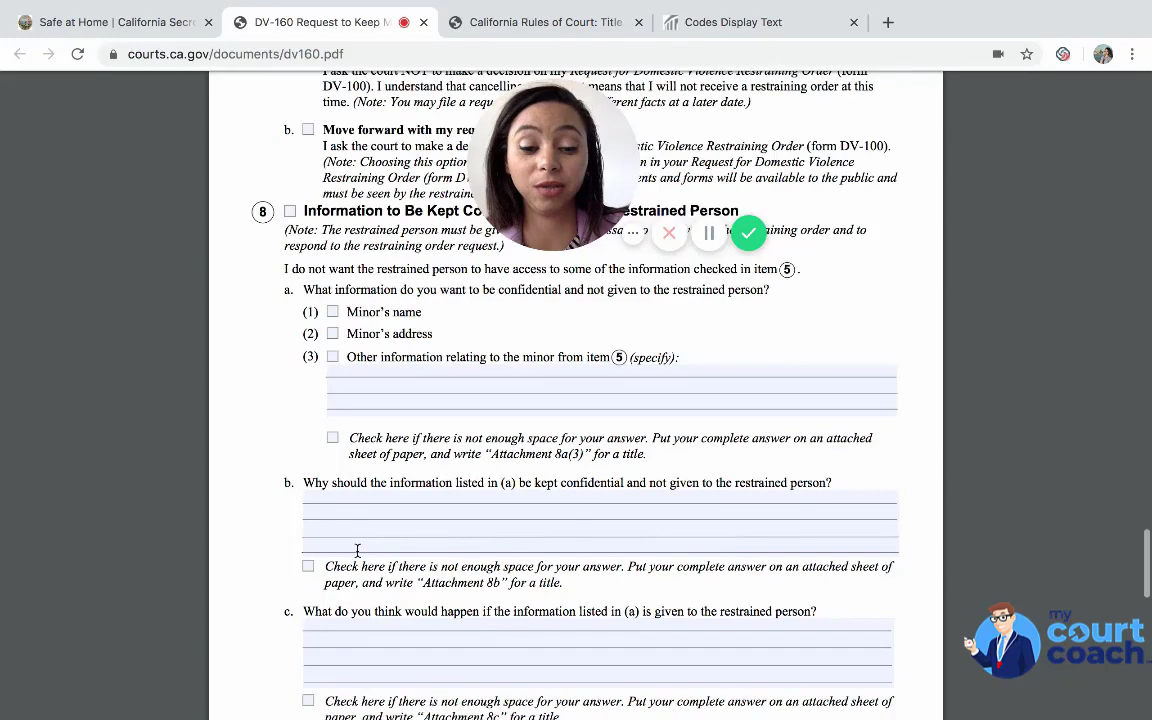 Safe at Home | California Secre
DV-160 Request to Keep M
California Rules of Court: Title
Codes Display Text
courts.ca.gov/documents/dv160.pdf
I ask the court NOT to make a decision on my Request for Domestic Violence Restraining Order (form
DV-100). I understand that cancelling means that I will not receive a restraining order at this
time. (Note: You may file a requ fferent facts at a later date.)
b. Move forward with my req
I ask the court to make a de stic Violence Restraining Order (form DV-100).
(Note: Choosing this option n in your Request for Domestic Violence
Restraining Order (form D ents and forms will be available to the public and
must be seen by the restrain
8 Information to Be Kept Co estrained Person
(Note: The restrained person must be giv ssa ... o training order and to
respond to the restraining order request.)
I do not want the restrained person to have access to some of the information checked in item 5 .
a. What information do you want to be confidential and not given to the restrained person?
(1) Minor's name
(2) Minor's address
(3) Other information relating to the minor from item 5 (specify):
Check here if there is not enough space for your answer. Put your complete answer on an attached
sheet of paper, and write “Attachment 8a(3)” for a title.
b. Why should the information listed in (a) be kept confidential and not given to the restrained person?
Check here if there is not enough space for your answer. Put your complete answer on an attached sheet of
paper, and write “Attachment 8b” for a title.
c. What do you think would happen if the information listed in (a) is given to the restrained person?
Check here if there is not enough space for your answer. Put your complete answer on an attached sheet of
paper, and write “Attachment 8c” for a title.
my
court
coach